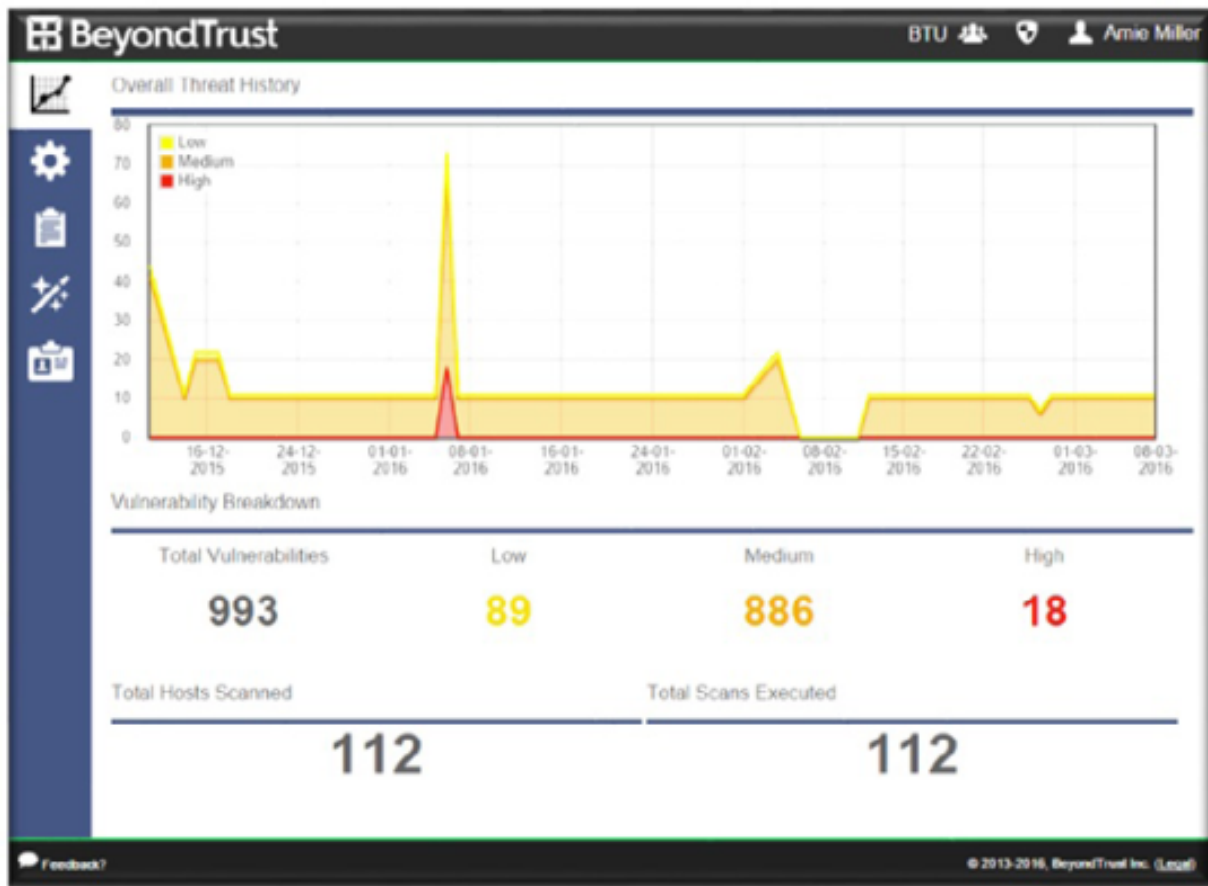 BeyondTrust
BTU Amie Miller
Overall Threat History
80
70
60
50
40
30
20
10
0
Low
Medium
High
16-12-2015 24-12-2015 01-01-2016 08-01-2016 16-01-2016 24-01-2016 01-02-2016 08-02-2016 15-02-2016 22-02-2016 01-03-2016 08-03-2016
Vulnerability Breakdown
Total Vulnerabilities Low Medium High
993 89 886 18
Total Hosts Scanned Total Scans Executed
112 112
Feedback? © 2013-2016, BeyondTrust Inc. (Legal)